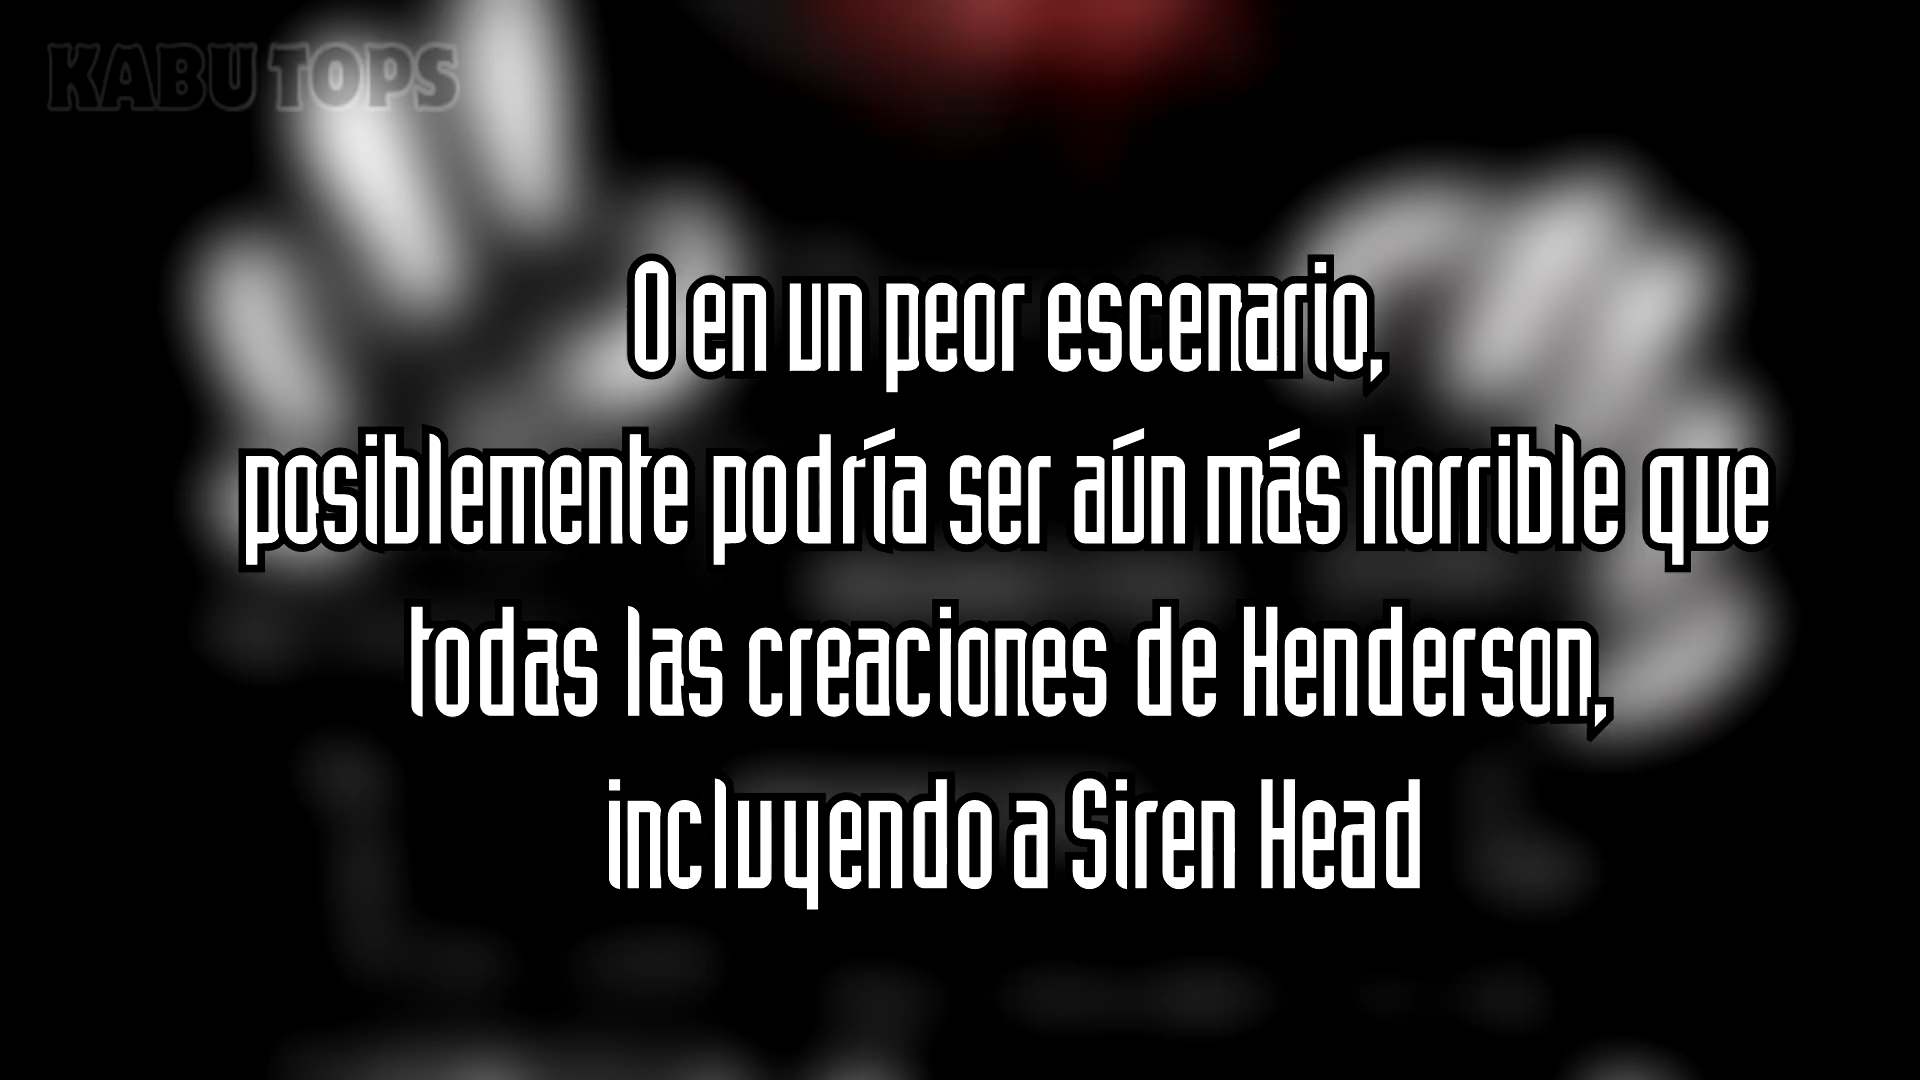 KABU TOPS
O en un peor escenario,
posiblemente podría ser aún más horrible que
todas las creaciones de Henderson,
incluyendo a Siren Head